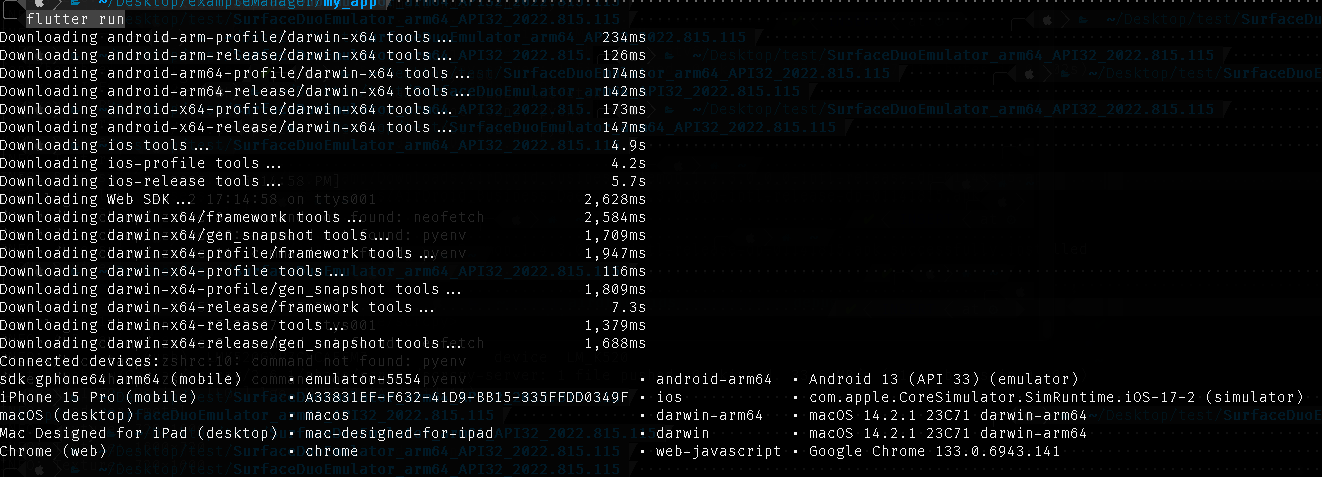 ~/Desktop/exampleManager/my_app
flutter run
Downloading android-arm-profile/darwin-x64 tools... 234ms
Downloading android-arm-release/darwin-x64 tools... 126ms
Downloading android-arm64-profile/darwin-x64 tools... 174ms
Downloading android-arm64-release/darwin-x64 tools... 142ms
Downloading android-x64-profile/darwin-x64 tools... 173ms
Downloading android-x64-release/darwin-x64 tools... 147ms
Downloading ios tools... 4.9s
Downloading ios-profile tools... 4.2s
Downloading ios-release tools... 5.7s
Downloading Web SDK... 2,628ms
Downloading darwin-x64/framework tools... 2,584ms
Downloading darwin-x64/gen_snapshot tools... 1,709ms
Downloading darwin-x64-profile/framework tools... 1,947ms
Downloading darwin-x64-profile tools... 116ms
Downloading darwin-x64-profile/gen_snapshot tools... 1,809ms
Downloading darwin-x64-release/framework tools... 7.3s
Downloading darwin-x64-release tools... 1,379ms
Downloading darwin-x64-release/gen_snapshot tools... 1,688ms
Connected devices:
sdk gphone64 arm64 (mobile) • emulator-5554 • android-arm64 • Android 13 (API 33) (emulator)
iPhone 15 Pro (mobile) • A33831EF-F632-41D9-BB15-335FFDD0349F • ios • com.apple.CoreSimulator.SimRuntime.iOS-17-2 (simulator)
macOS (desktop) • macos • darwin-arm64 • macOS 14.2.1 23C71 darwin-arm64
Mac Designed for iPad (desktop) • mac-designed-for-ipad • darwin • macOS 14.2.1 23C71 darwin-arm64
Chrome (web) • chrome • web-javascript • Google Chrome 133.0.6943.141